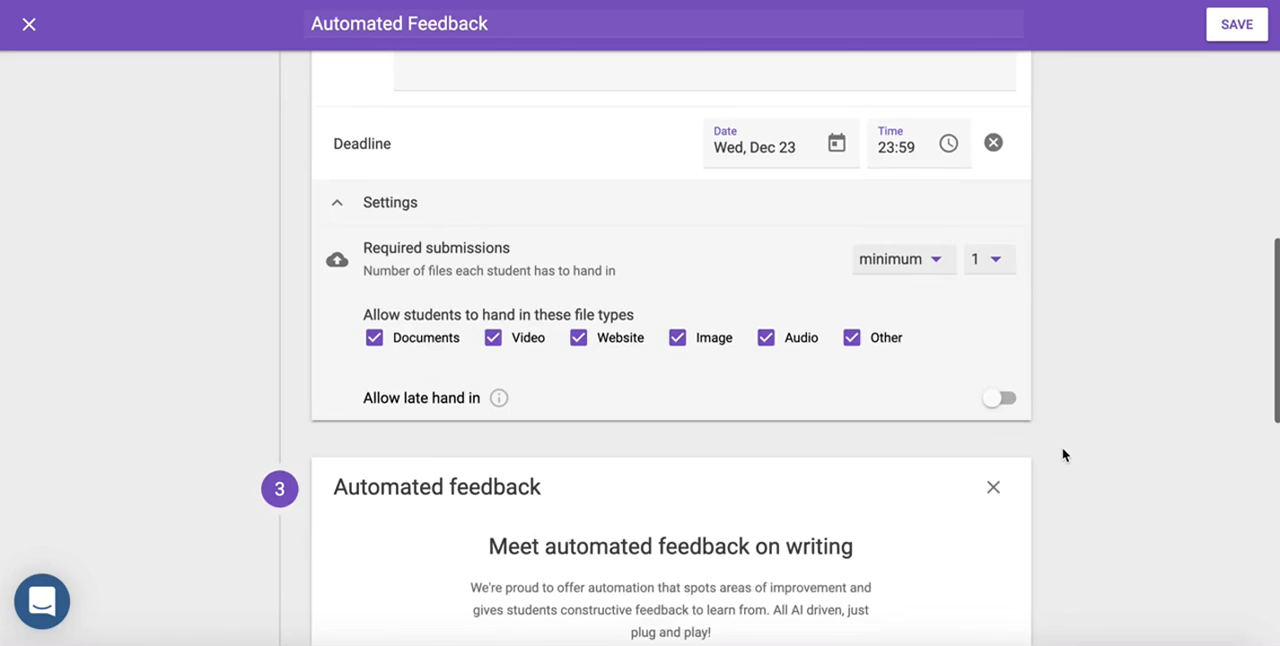 Automated Feedback
SAVE
Deadline
Date
Wed, Dec 23
Time
23:59
Settings
Required submissions
Number of files each student has to hand in
minimum
1
Allow students to hand in these file types
Documents Video Website Image Audio Other
Allow late hand in
3
Automated feedback
Meet automated feedback on writing
We're proud to offer automation that spots areas of improvement and
gives students constructive feedback to learn from. All AI driven, just
plug and play!